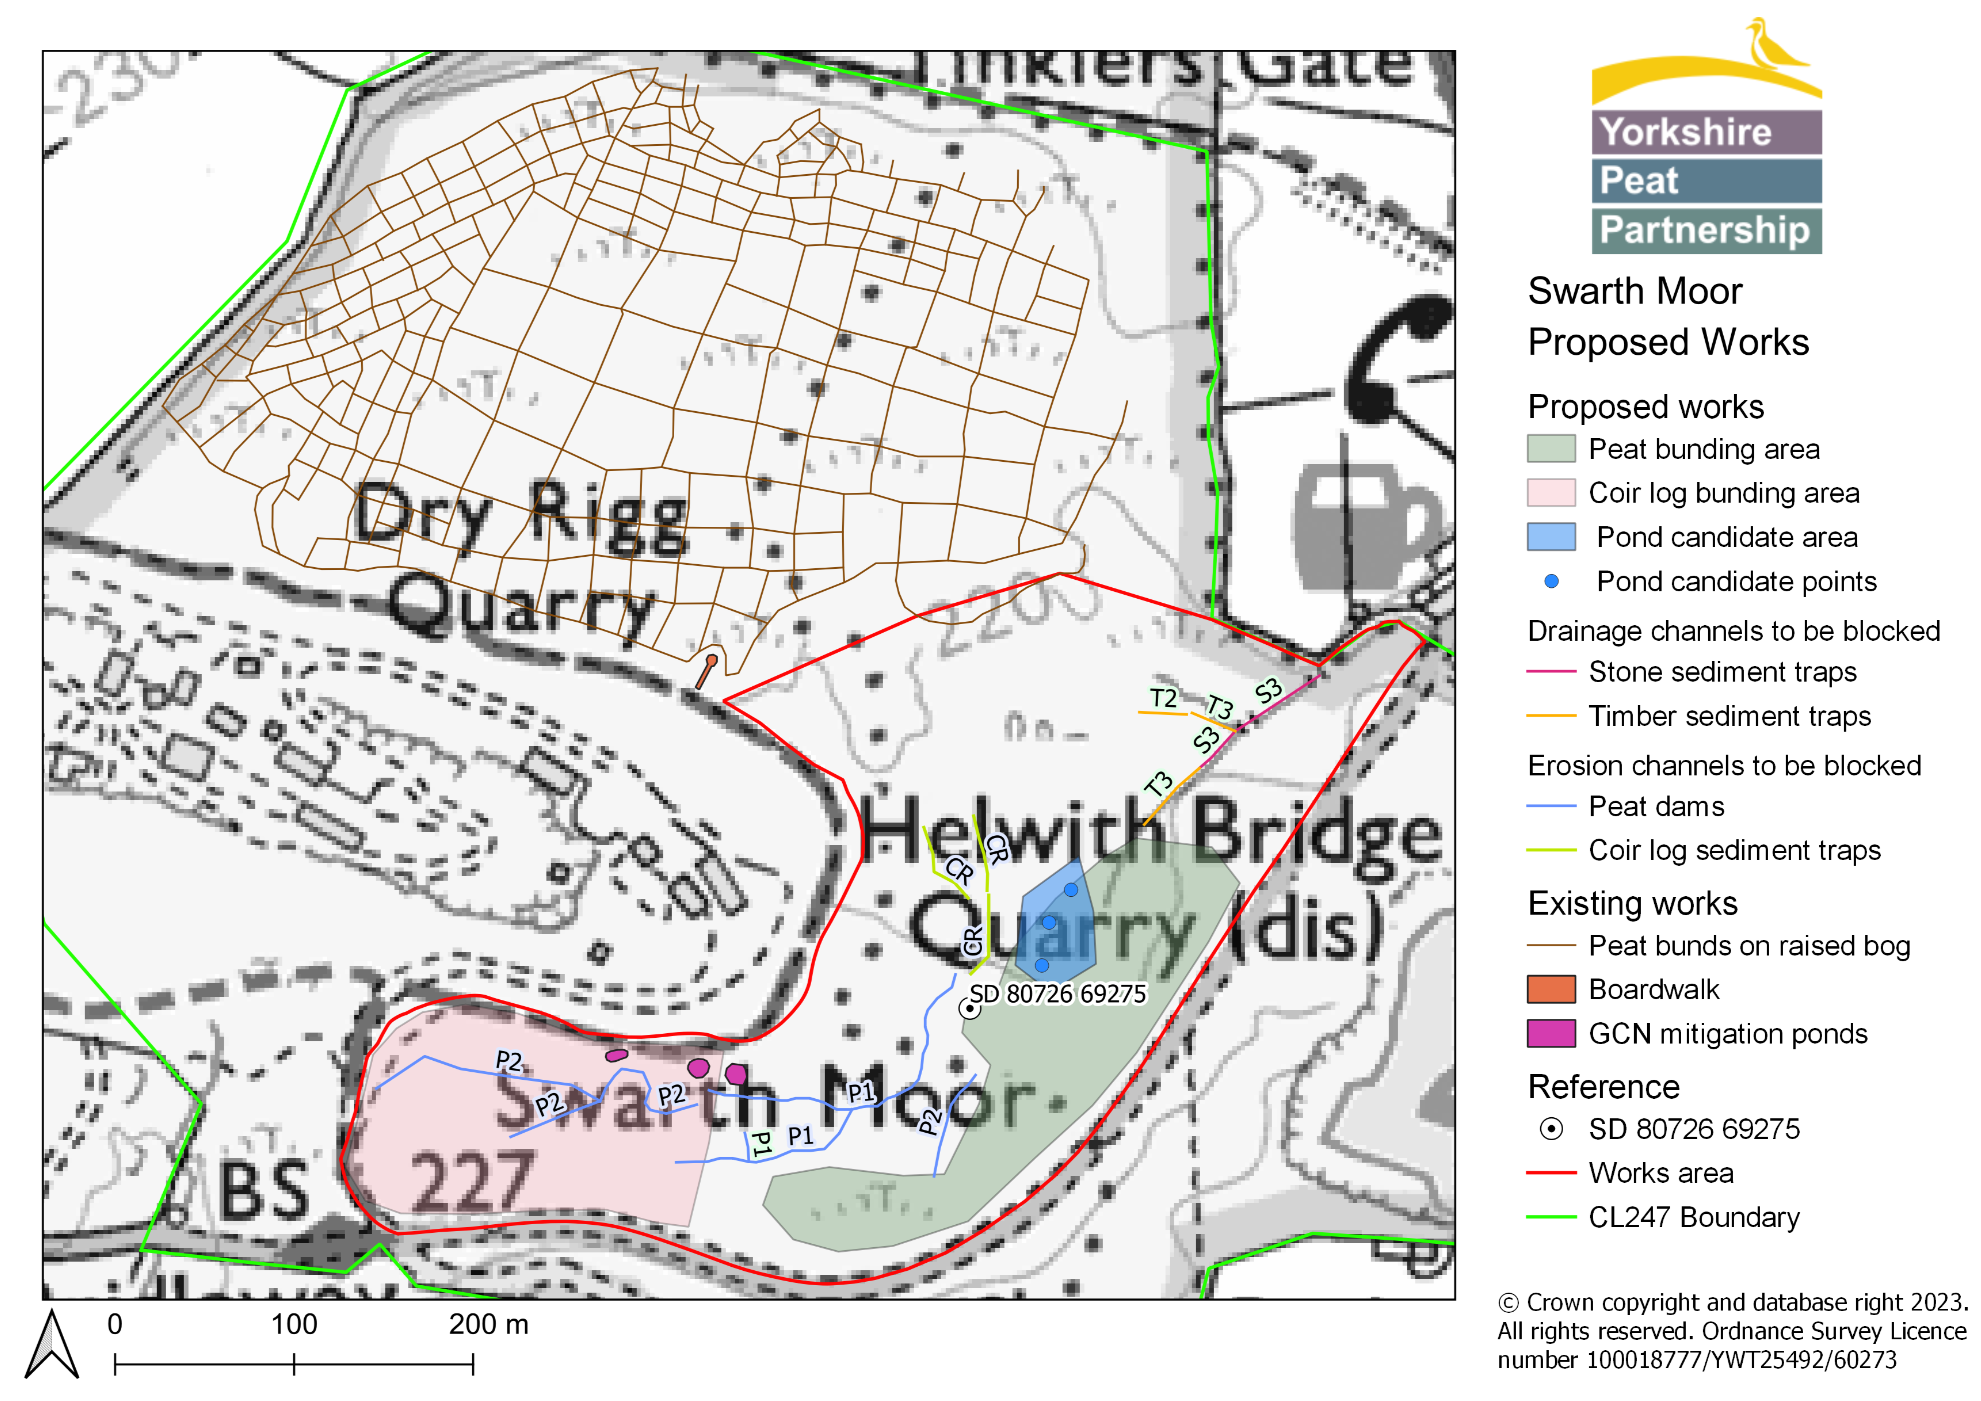 Tinklers Gate
230
Dry Rigg
Quarry
220
T2
T3
S3
S3
T3
Helwith Bridge
Quarry (dis)
CR
CR
CR
SD 80726 69275
P2
P2
P2
P1
P1
P1
P2
Swarth Moor
BS
227
0
100
200 m
Yorkshire
Peat
Partnership
Swarth Moor
Proposed Works
Proposed works
Peat bunding area
Coir log bunding area
Pond candidate area
Pond candidate points
Drainage channels to be blocked
Stone sediment traps
Timber sediment traps
Erosion channels to be blocked
Peat dams
Coir log sediment traps
Existing works
Peat bunds on raised bog
Boardwalk
GCN mitigation ponds
Reference
SD 80726 69275
Works area
CL247 Boundary
© Crown copyright and database right 2023.
All rights reserved. Ordnance Survey Licence
number 100018777/YWT25492/60273